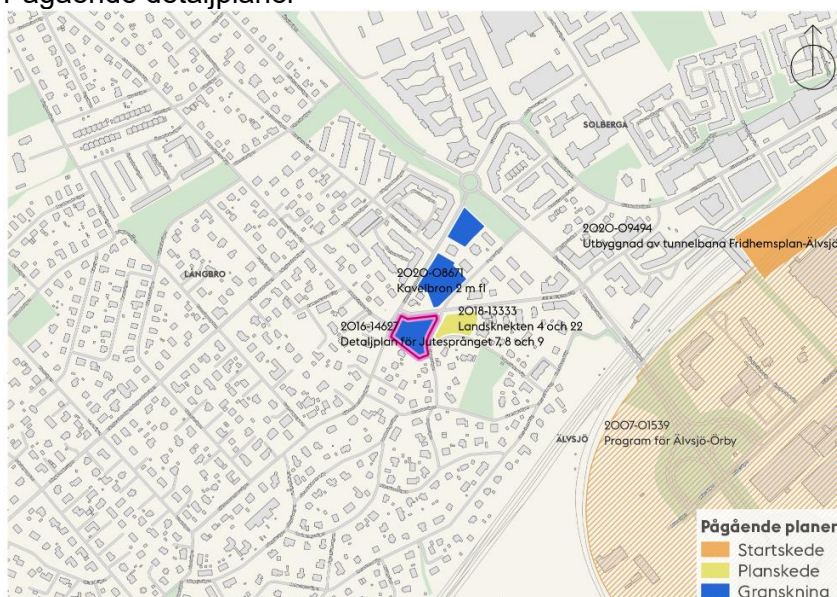 Pågående detaljplaner
SOLBERGA
2020-09494
Utbyggnad av tunnelbana Fridhemsplan-Älvsjö
LÅNGBRO
2020-08671
Kavelbron 2 m fl
2018-13333
Landsknekten 4 och 22
2016-14627
Detaljplan för Jutesprånget 7, 8 och 9
2007-01539
Program för Älvsjö-Örby
ÄLVSJÖ
Pågående planer
Startskede
Planskede
Granskning